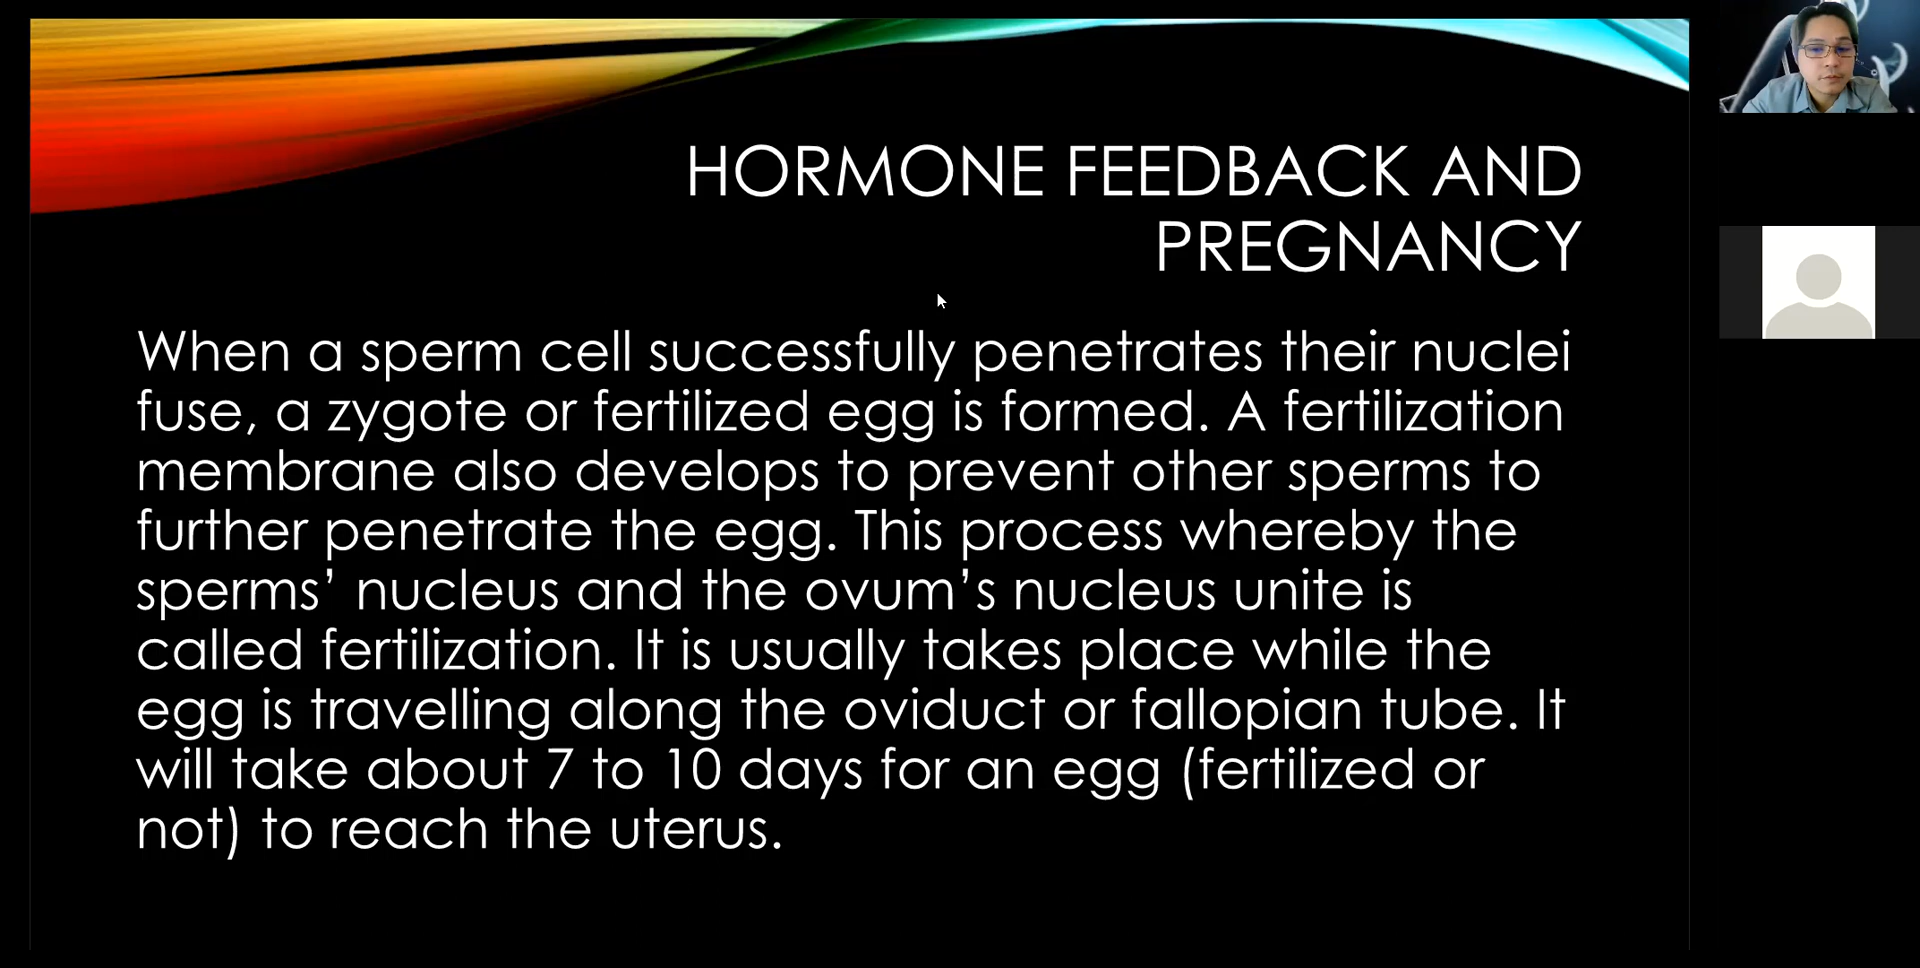 HORMONE FEEDBACK AND
PREGNANCY
When a sperm cell successfully penetrates their nuclei
fuse, a zygote or fertilized egg is formed. A fertilization
membrane also develops to prevent other sperms to
further penetrate the egg. This process whereby the
sperms’ nucleus and the ovum’s nucleus unite is
called fertilization. It is usually takes place while the
egg is travelling along the oviduct or fallopian tube. It
will take about 7 to 10 days for an egg (fertilized or
not) to reach the uterus.